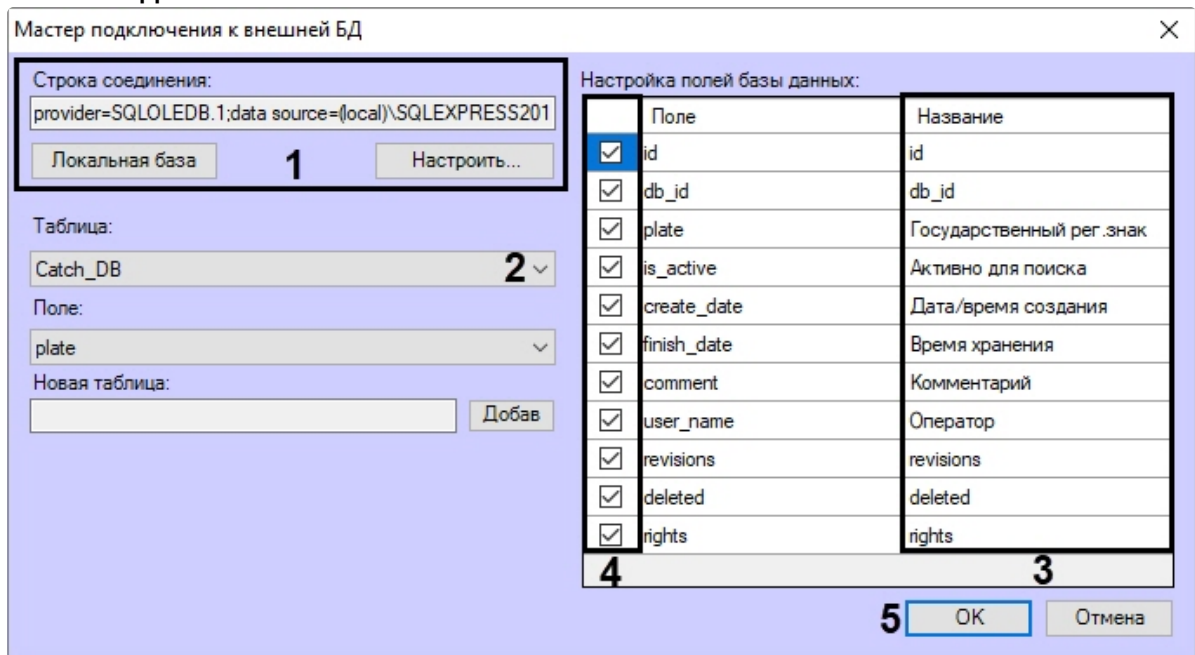 Мастер подключения к внешней БД
Строка соединения:
provider=SQLOLEDB.1;data source=(local)\SQLEXPRESS201
Локальная база 1 Настроить...
Таблица:
Catch_DB 2
Поле:
plate
Новая таблица:
Добав
Настройка полей базы данных:
Поле Название
id id
db_id db_id
plate Государственный рег.знак
is_active Активно для поиска
create_date Дата/время создания
finish_date Время хранения
comment Комментарий
user_name Оператор
revisions revisions
deleted deleted
rights rights
4 3
5 OK Отмена